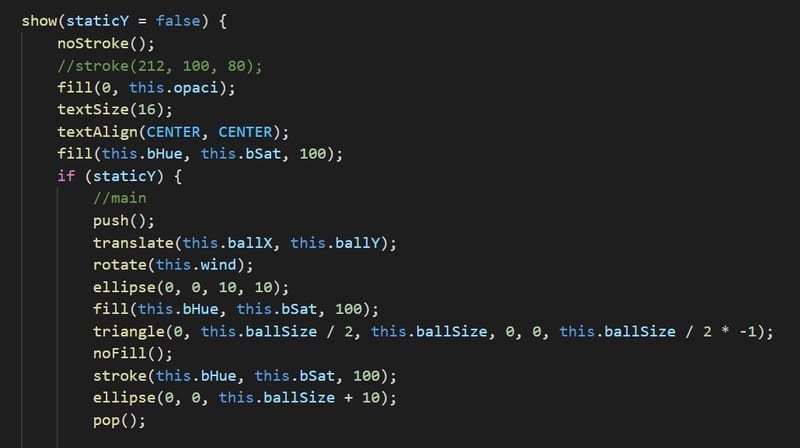 show(staticY = false) {
noStroke();
//stroke(212, 100, 80);
fill(0, this.opaci);
textSize(16);
textAlign(CENTER, CENTER);
fill(this.bHue, this.bSat, 100);
if (staticY) {
//main
push();
translate(this.ballX, this.ballY);
rotate(this.wind);
ellipse(0, 0, 10, 10);
fill(this.bHue, this.bSat, 100);
triangle(0, this.ballSize / 2, this.ballSize, 0, 0, this.ballSize / 2 * -1);
noFill();
stroke(this.bHue, this.bSat, 100);
ellipse(0, 0, this.ballSize + 10);
pop();